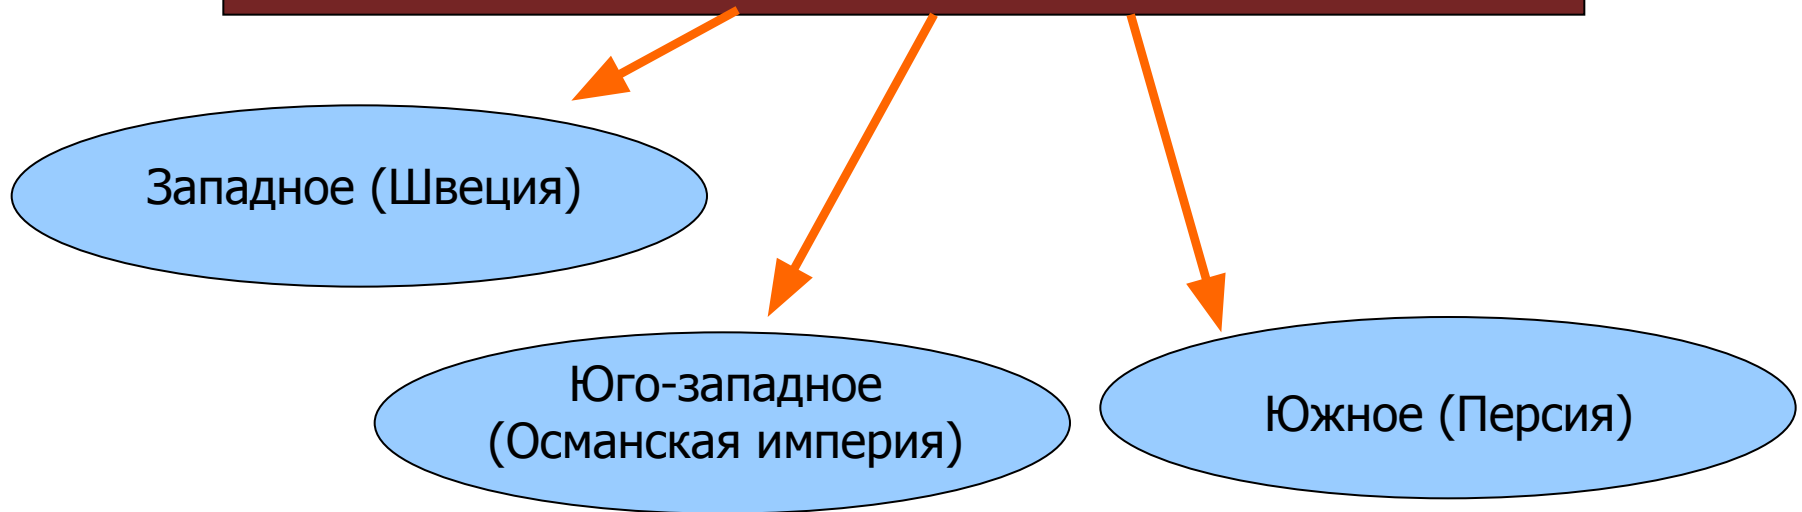 Западное (Швеция)
Юго-западное
(Османская империя)
Южное (Персия)